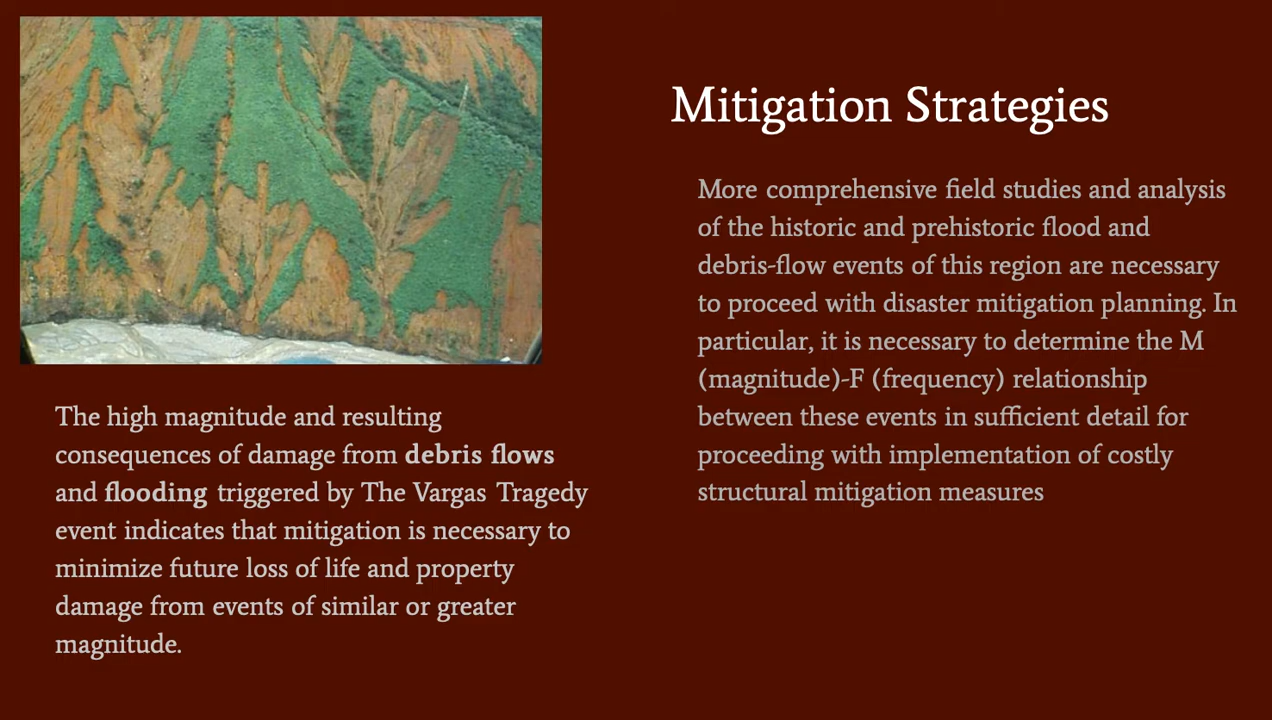 Mitigation Strategies
The high magnitude and resulting
consequences of damage from debris flows
and flooding triggered by The Vargas Tragedy
event indicates that mitigation is necessary to
minimize future loss of life and property
damage from events of similar or greater
magnitude.
More comprehensive field studies and analysis
of the historic and prehistoric flood and
debris-flow events of this region are necessary
to proceed with disaster mitigation planning. In
particular, it is necessary to determine the M
(magnitude)-F (frequency) relationship
between these events in sufficient detail for
proceeding with implementation of costly
structural mitigation measures